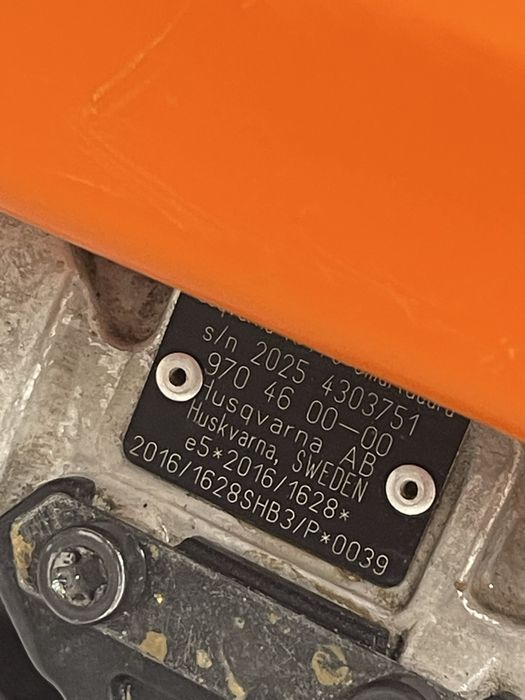 s/n 2025 4303751
970 46 00-00
Husqvarna AB
Huskvarna, SWEDEN
e5*2016/1628*
2016/1628SHB3/P*0039